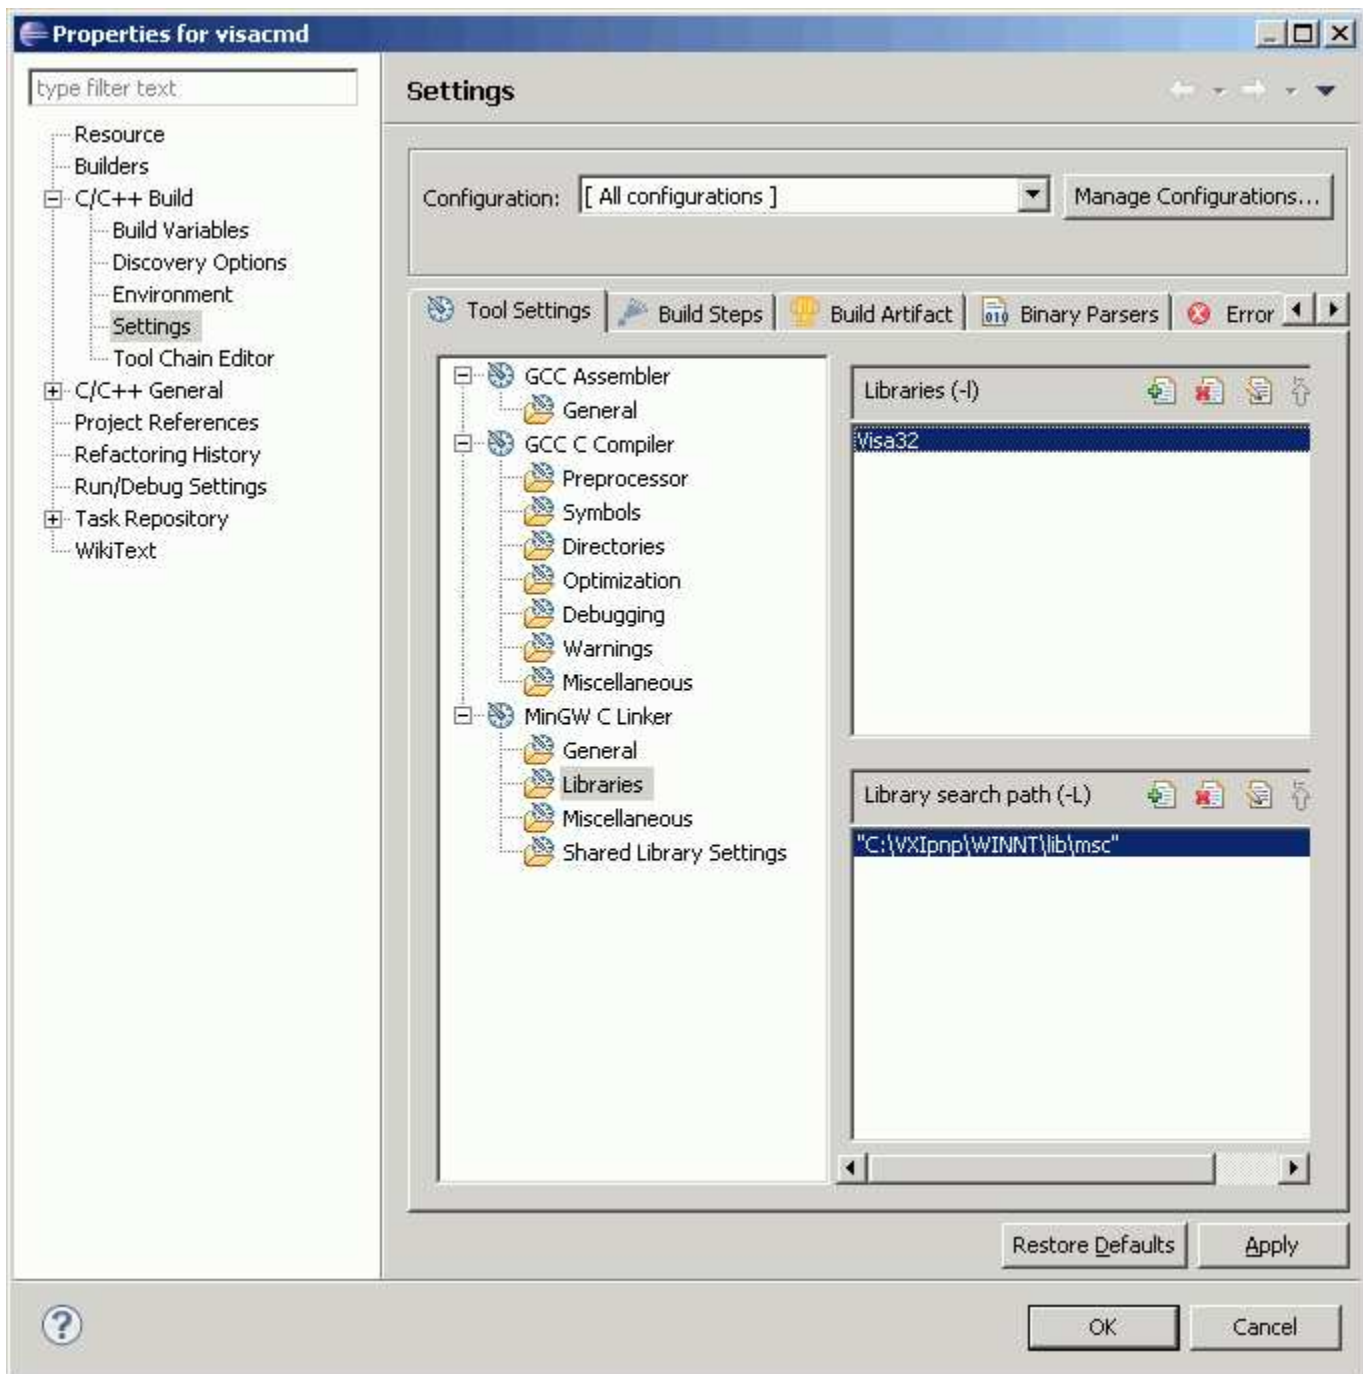 Properties for visacmd
type filter text
Resource
Builders
C/C++ Build
Build Variables
Discovery Options
Environment
Settings
Tool Chain Editor
C/C++ General
Project References
Refactoring History
Run/Debug Settings
Task Repository
WikiText
Settings
Configuration: [ All configurations ] Manage Configurations...
Tool Settings Build Steps Build Artifact Binary Parsers Error
GCC Assembler
General
GCC C Compiler
Preprocessor
Symbols
Directories
Optimization
Debugging
Warnings
Miscellaneous
MinGW C Linker
General
Libraries
Miscellaneous
Shared Library Settings
Libraries (-l)
Visa32
Library search path (-L)
"C:\VXIpnp\WINNT\lib\msc"
Restore Defaults Apply
? OK Cancel